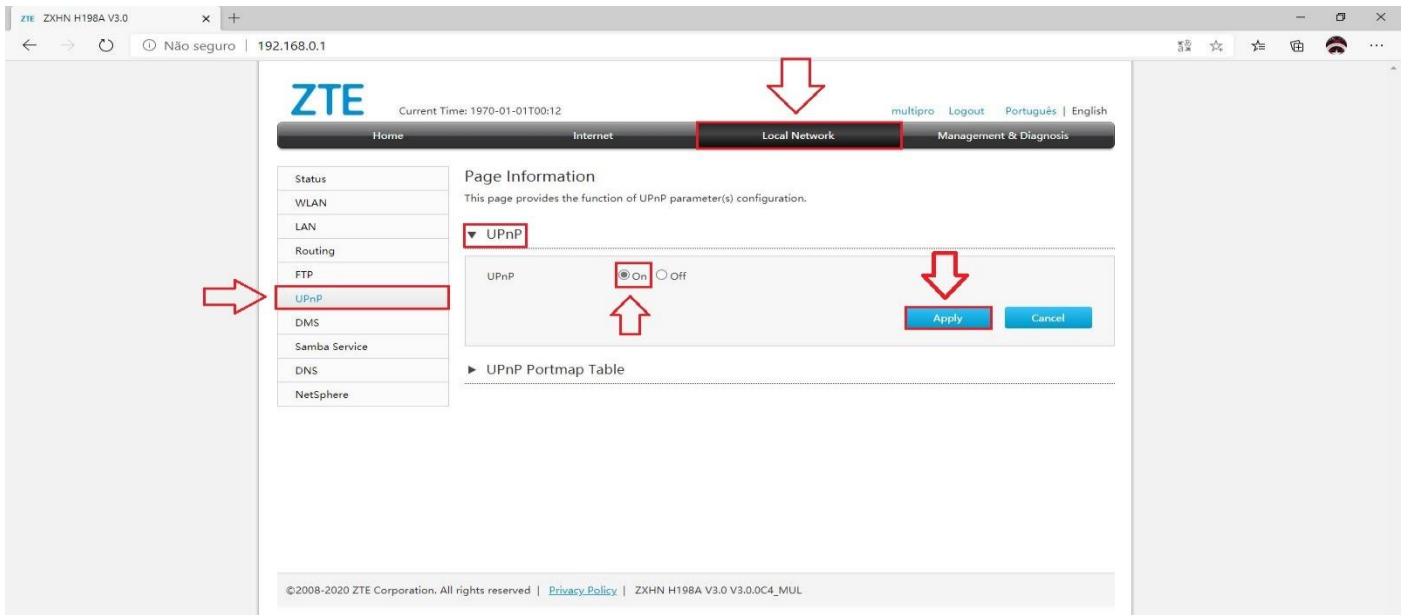 ZTE ZXHN H198A V3.0
Não seguro | 192.168.0.1
ZTE
Current Time: 1970-01-01T00:12
multipro Logout Português | English
Home Internet Local Network Management & Diagnosis
Status
WLAN
LAN
Routing
FTP
UPnP
DMS
Samba Service
DNS
NetSphere
Page Information
This page provides the function of UPnP parameter(s) configuration.
UPnP
UPnP On Off
Apply Cancel
UPnP Portmap Table
©2008-2020 ZTE Corporation. All rights reserved | Privacy Policy | ZXHN H198A V3.0 V3.0.0C4_MUL